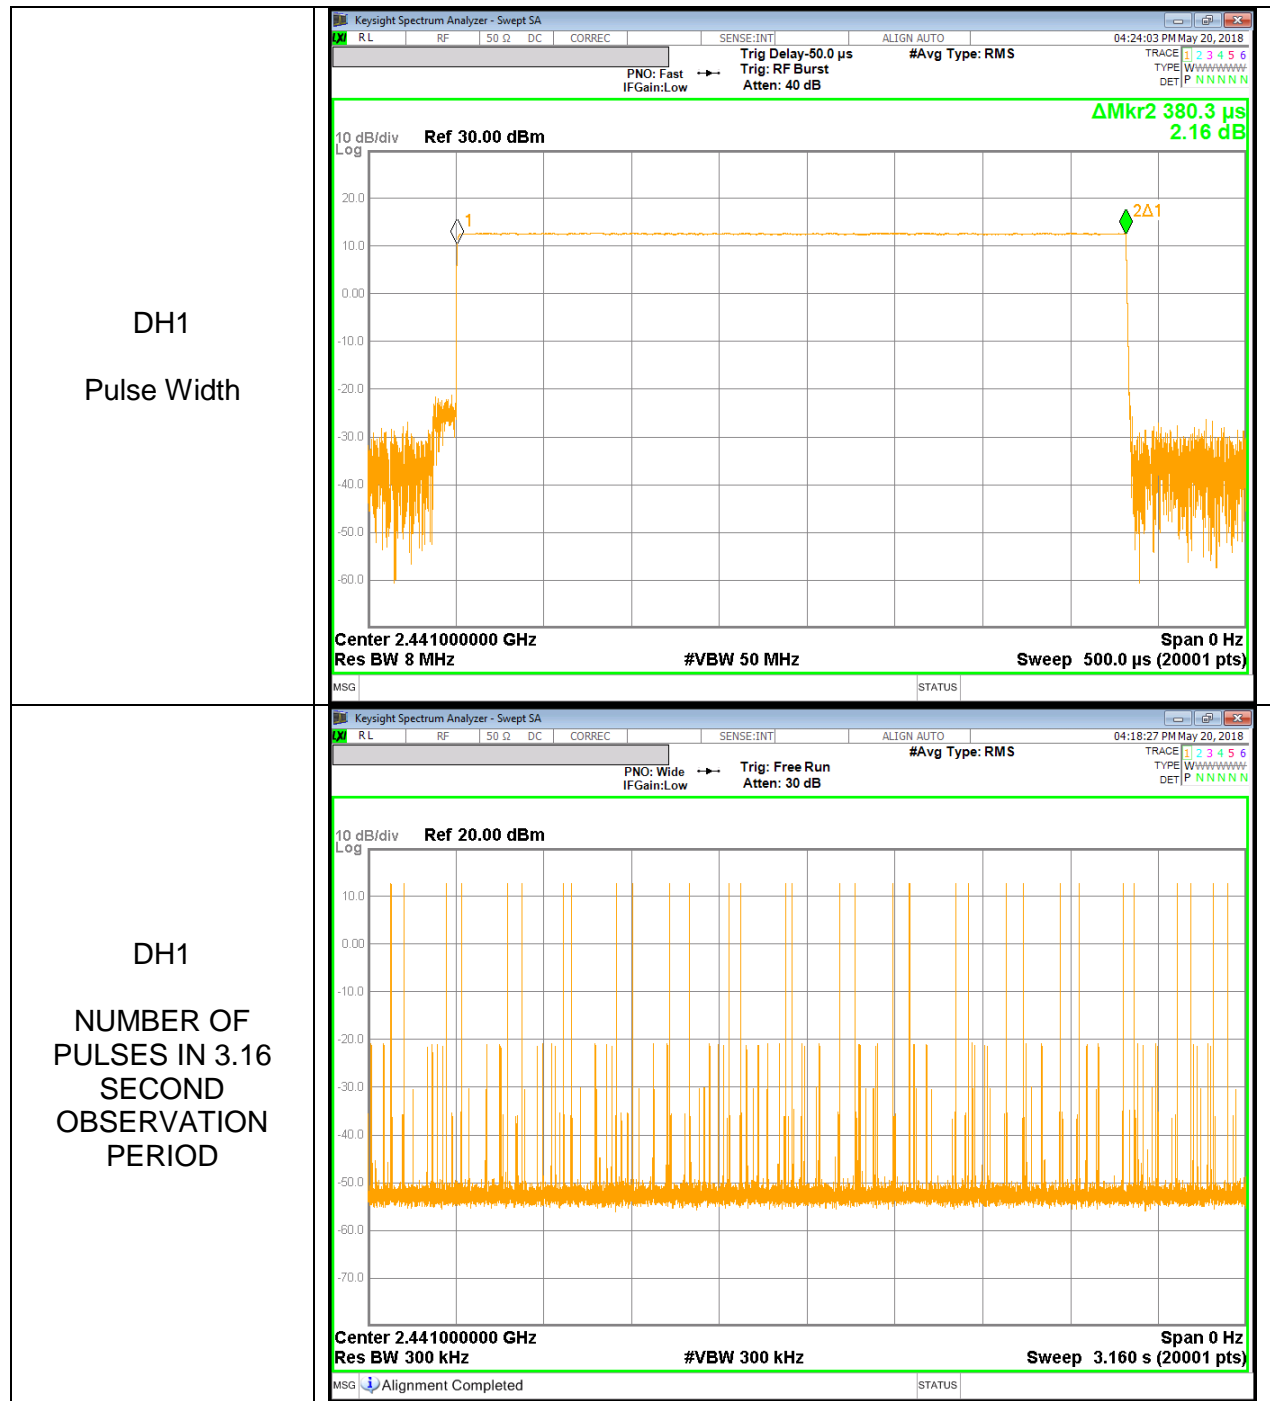 DH1
Pulse Width
Keysight Spectrum Analyzer - Swept SA
LXI RL RF 50 Ω DC CORREC SENSE:INT ALIGN AUTO 04:24:03 PM May 20, 2018
Trig Delay-50.0 µs #Avg Type: RMS TRACE 1 2 3 4 5 6
PNO: Fast Trig: RF Burst TYPE WWWWWW
IFGain:Low Atten: 40 dB DET P N N N N N
ΔMkr2 380.3 µs
2.16 dB
10 dB/div Ref 30.00 dBm
Log
20.0
1
2Δ1
10.0
0.00
-10.0
-20.0
-30.0
-40.0
-50.0
-60.0
Center 2.441000000 GHz Span 0 Hz
Res BW 8 MHz #VBW 50 MHz Sweep 500.0 µs (20001 pts)
MSG STATUS
DH1
NUMBER OF
PULSES IN 3.16
SECOND
OBSERVATION
PERIOD
Keysight Spectrum Analyzer - Swept SA
LXI RL RF 50 Ω DC CORREC SENSE:INT ALIGN AUTO 04:18:27 PM May 20, 2018
#Avg Type: RMS TRACE 1 2 3 4 5 6
PNO: Wide Trig: Free Run TYPE WWWWWW
IFGain:Low Atten: 30 dB DET P N N N N N
10 dB/div Ref 20.00 dBm
Log
10.0
0.00
-10.0
-20.0
-30.0
-40.0
-50.0
-60.0
-70.0
Center 2.441000000 GHz Span 0 Hz
Res BW 300 kHz #VBW 300 kHz Sweep 3.160 s (20001 pts)
MSG Alignment Completed STATUS